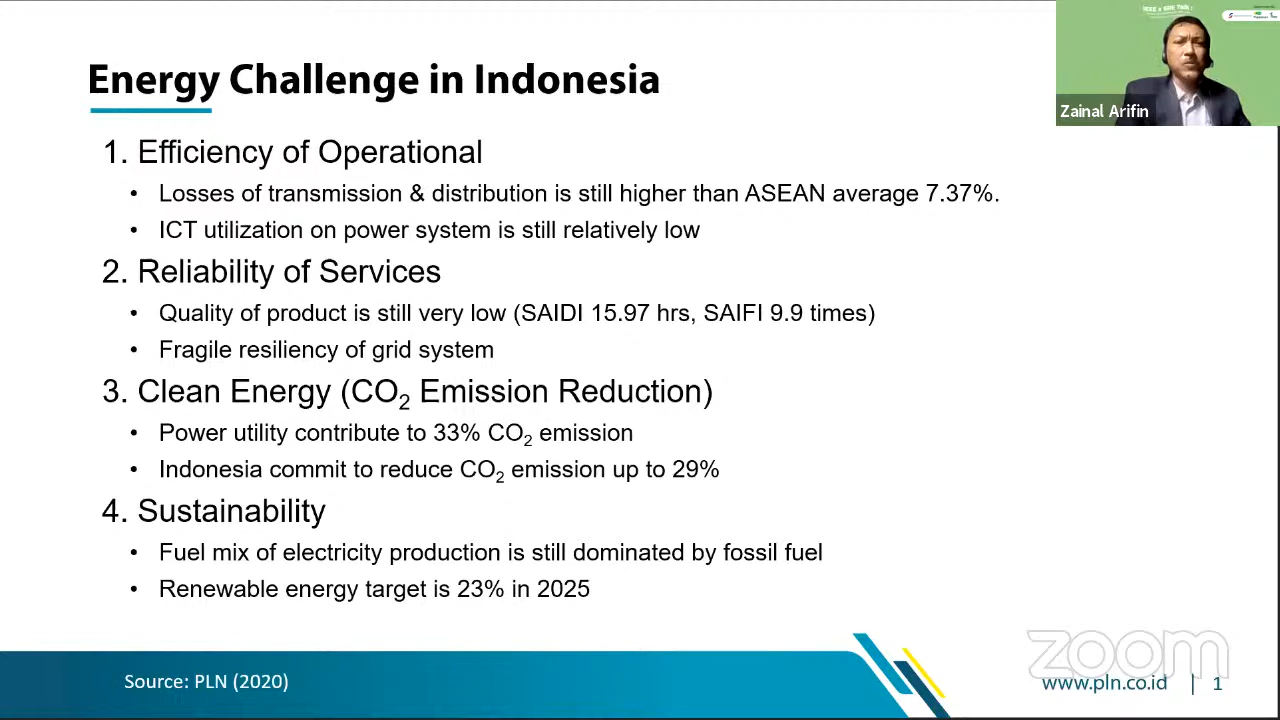 Energy Challenge in Indonesia
Zainal Arifin
1. Efficiency of Operational
• Losses of transmission & distribution is still higher than ASEAN average 7.37%.
• ICT utilization on power system is still relatively low
2. Reliability of Services
• Quality of product is still very low (SAIDI 15.97 hrs, SAIFI 9.9 times)
• Fragile resiliency of grid system
3. Clean Energy (CO₂ Emission Reduction)
• Power utility contribute to 33% CO₂ emission
• Indonesia commit to reduce CO₂ emission up to 29%
4. Sustainability
• Fuel mix of electricity production is still dominated by fossil fuel
• Renewable energy target is 23% in 2025
zoom
Source: PLN (2020)
www.pln.co.id | 1